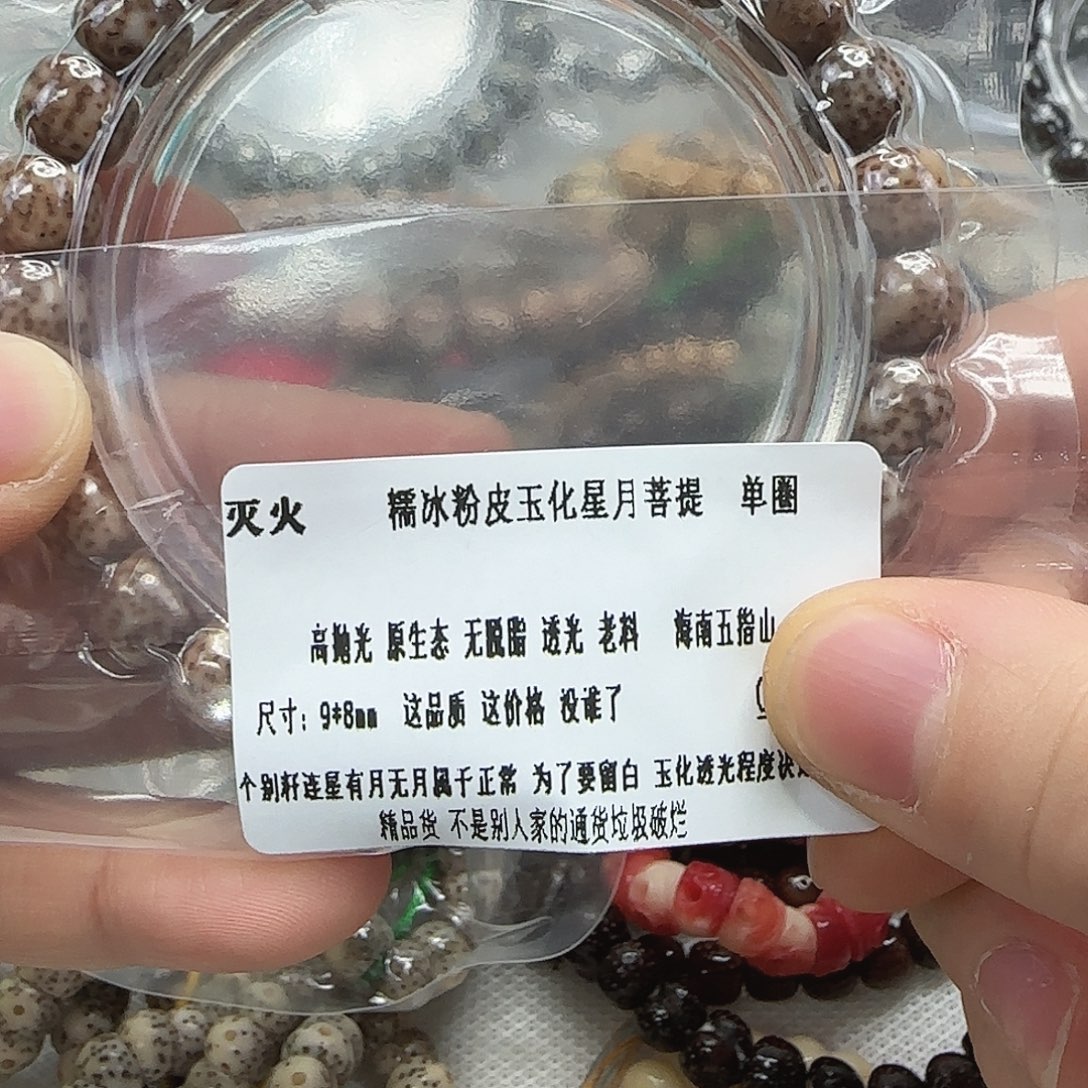 灭火 糯冰粉皮玉化星月菩提 单圈
高抛光 原生态 无脱脂 透光 老料 海南五指山
尺寸：9*8mm 这品质 这价格 没谁了
个别籽连星有月无月属于正常 为了要留白 玉化透光程度决
精品货 不是别人家的通货垃圾破烂